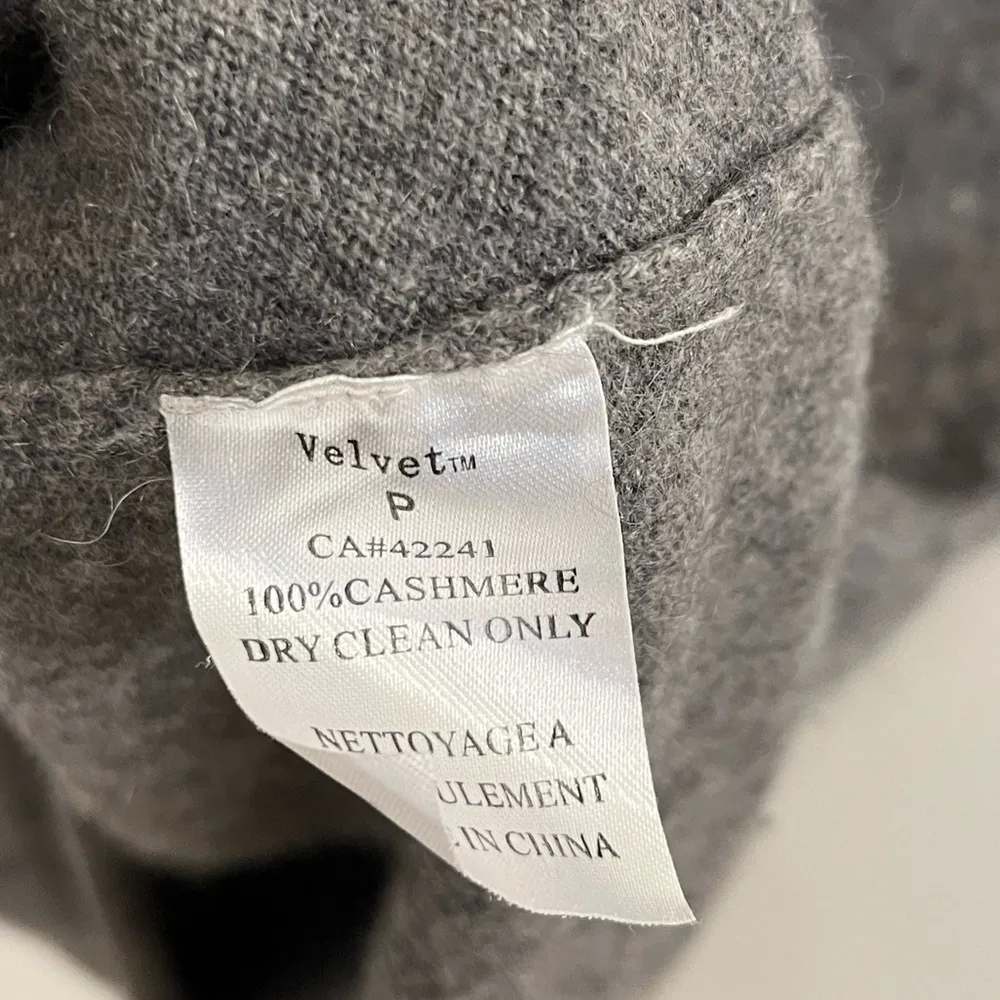 Velvet™
P
CA#42241
100%CASHMERE
DRY CLEAN ONLY
NETTOYAGE A
ULEMENT
IN CHINA